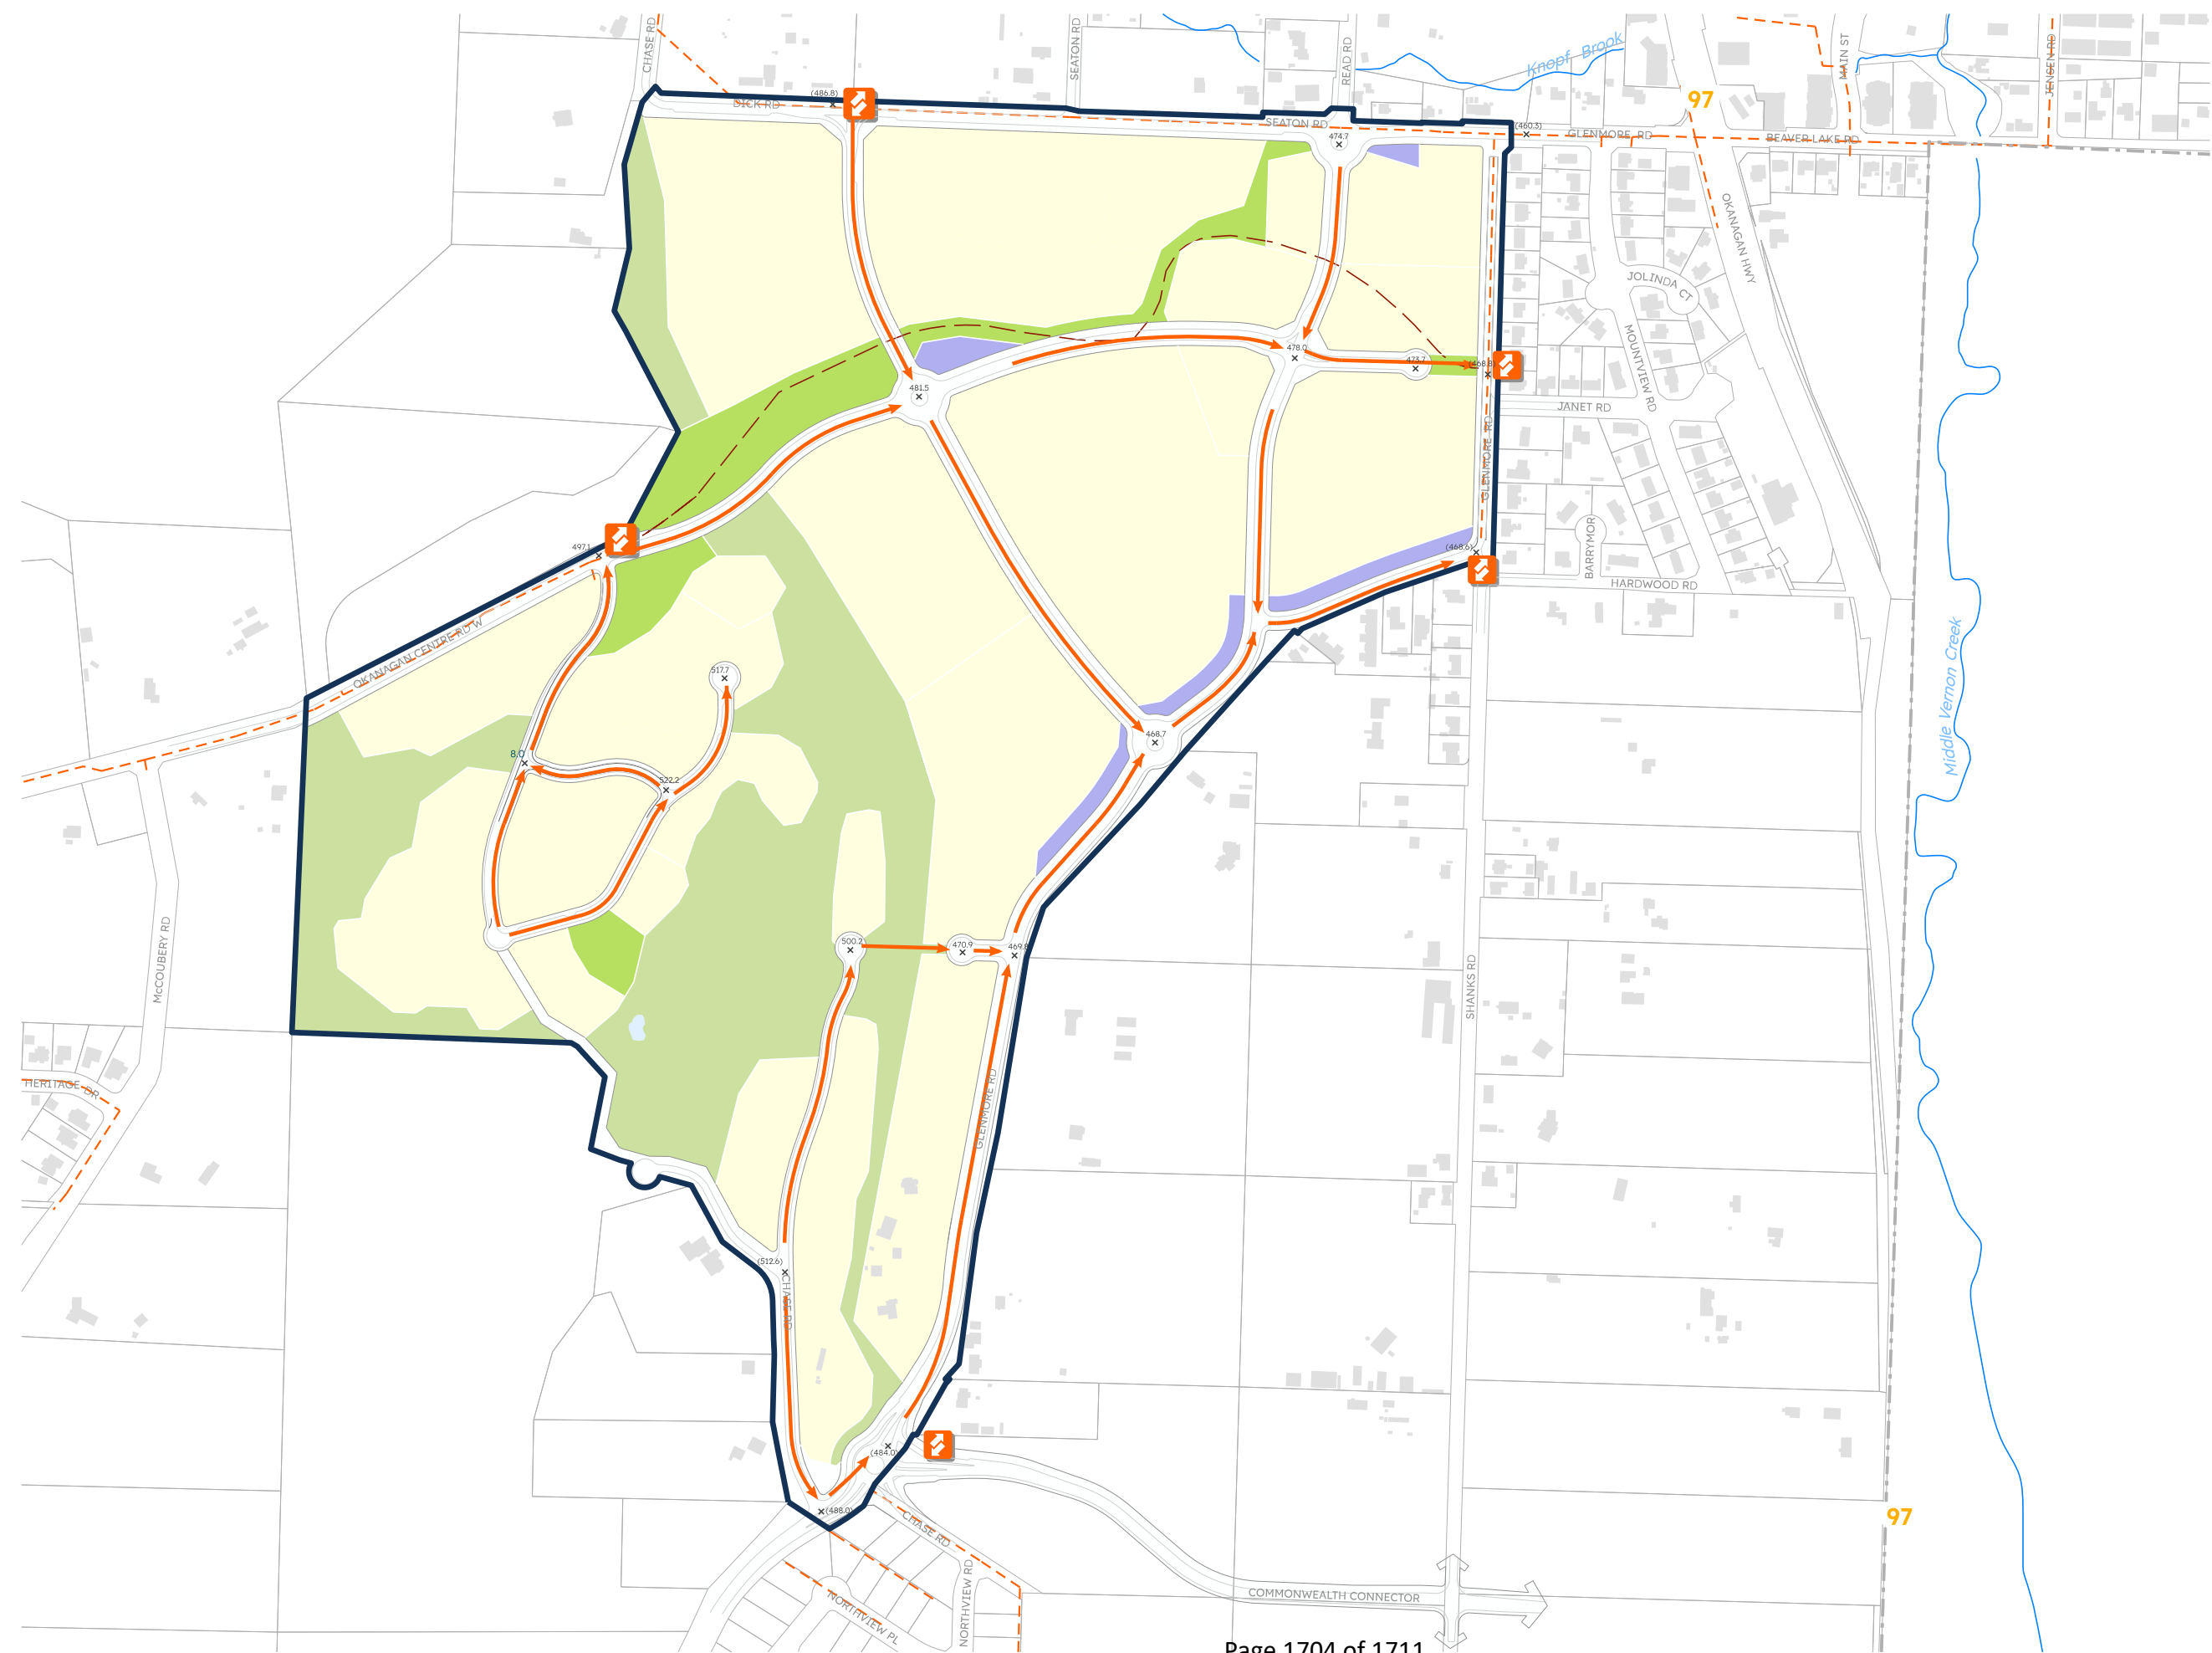 CHASE RD
SEATON RD
READ RD
Knopf Brook
MAIN ST
JENSEN RD
97
(486.8)
DICK RD
SEATON RD
474.7
(460.3)
GLENMORE RD
BEAVER LAKE RD
OKANAGAN HWY
JOLINDA CT
MOUNTVIEW RD
478.0
473.7
(468.8)
481.5
JANET RD
GLENMORE RD
497.1
(468.6)
BARRYMOR
HARDWOOD RD
OKANAGAN CENTRE RD W
Middle Vernon Creek
517.7
468.7
8.0
522.2
McCOUBERY RD
500.2
470.9
469.8
SHANKS RD
HERITAGE DR
GLENMORE RD
(512.6)
CHASE RD
(484.0)
(488.0)
97
CHASE RD
NORTHVIEW RD
NORTHVIEW PL
COMMONWEALTH CONNECTOR
Page 1704 of 1711